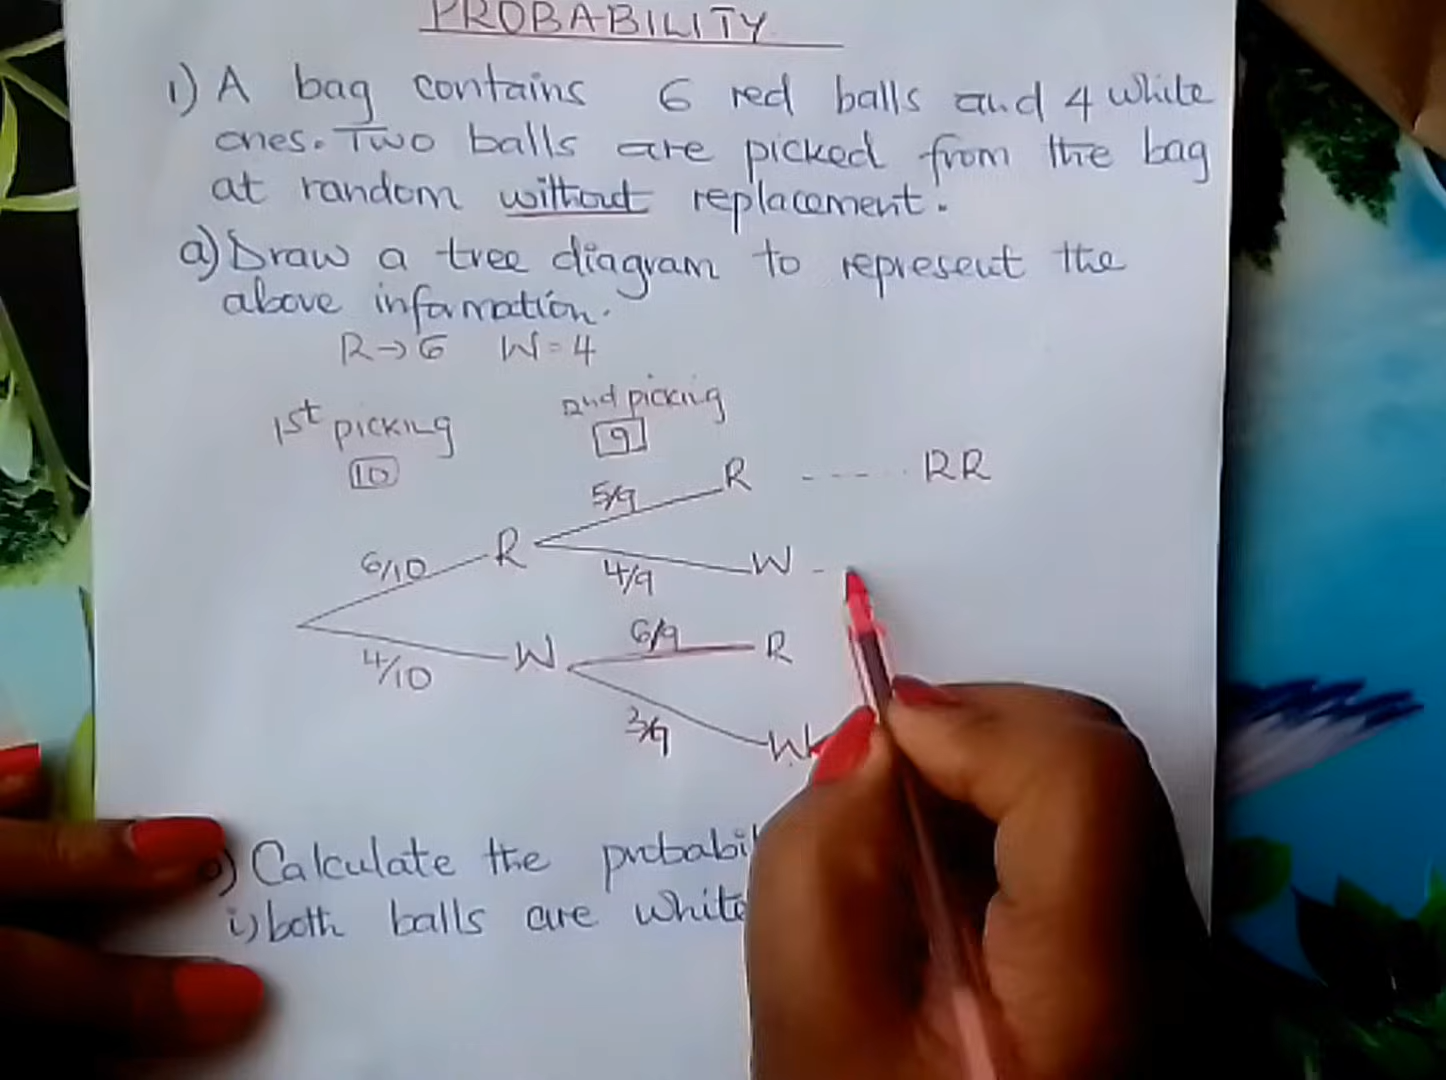 PROBABILITY
1) A bag contains 6 red balls and 4 white
ones. Two balls are picked from the bag
at random without replacement.
a) Draw a tree diagram to represent the
above information.
R→6 W=4
1st picking
10
2nd picking
9
5/9 R ---- RR
6/10 R
4/9 W -
6/9 R
4/10 W
3/9 W
) Calculate the
i) both balls are white